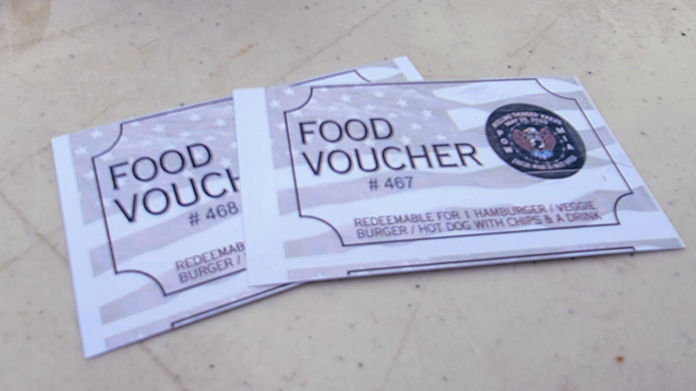 FOOD
VOUCHER
# 467
REDEEMABLE FOR 1 HAMBURGER / VEGGIE
BURGER / HOT DOG WITH CHIPS & A DRINK
FOOD
VOUCH
# 468
REDEEMAB
BURGER /